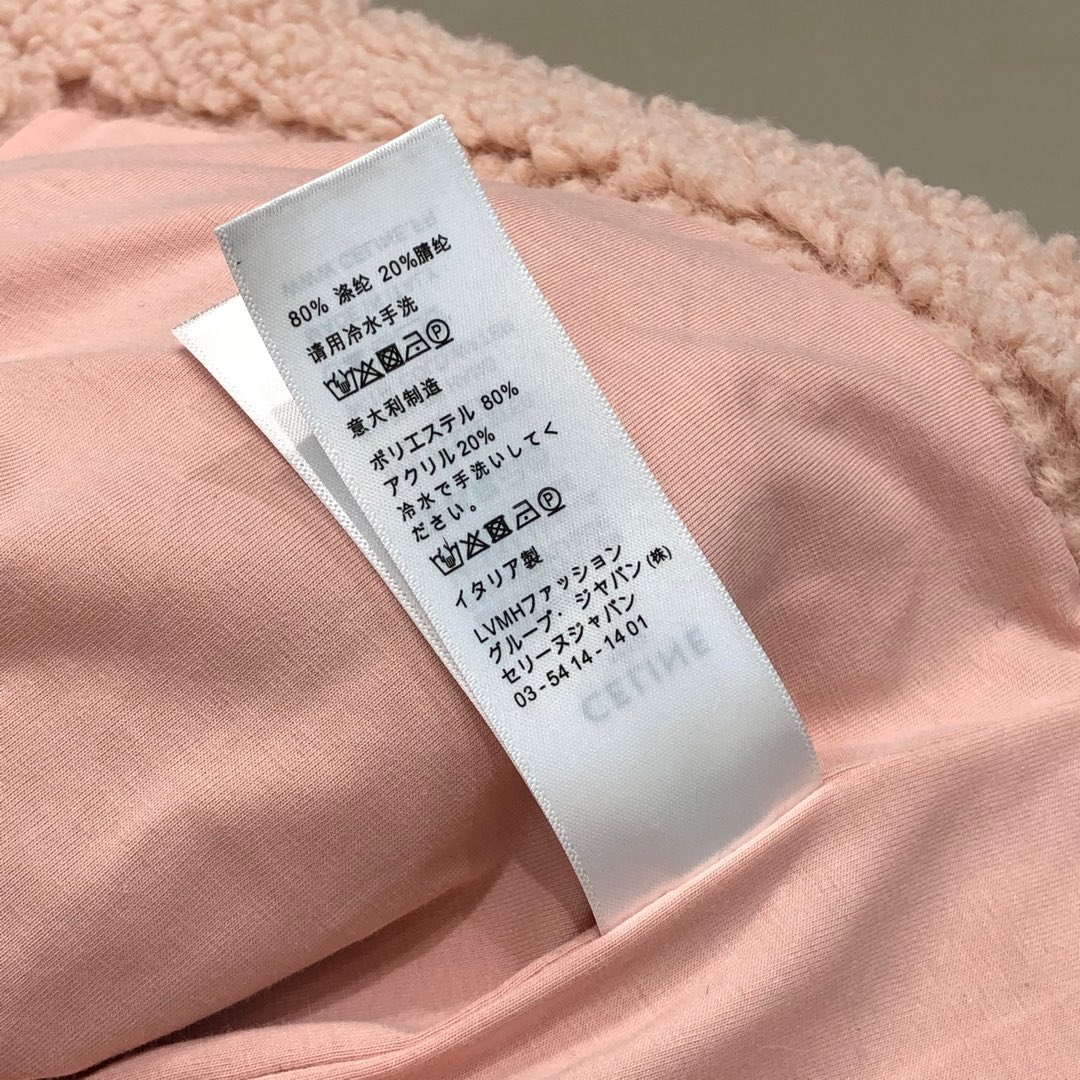 80% 涤纶 20%腈纶
请用冷水手洗
P
意大利制造
ポリエステル 80%
アクリル20%
冷水で手洗いしてく
ださい。
P
イタリア製
LVMHファッション
グループ・ジャパン(株)
セリーヌジャパン
03-5414-1401
CELINE